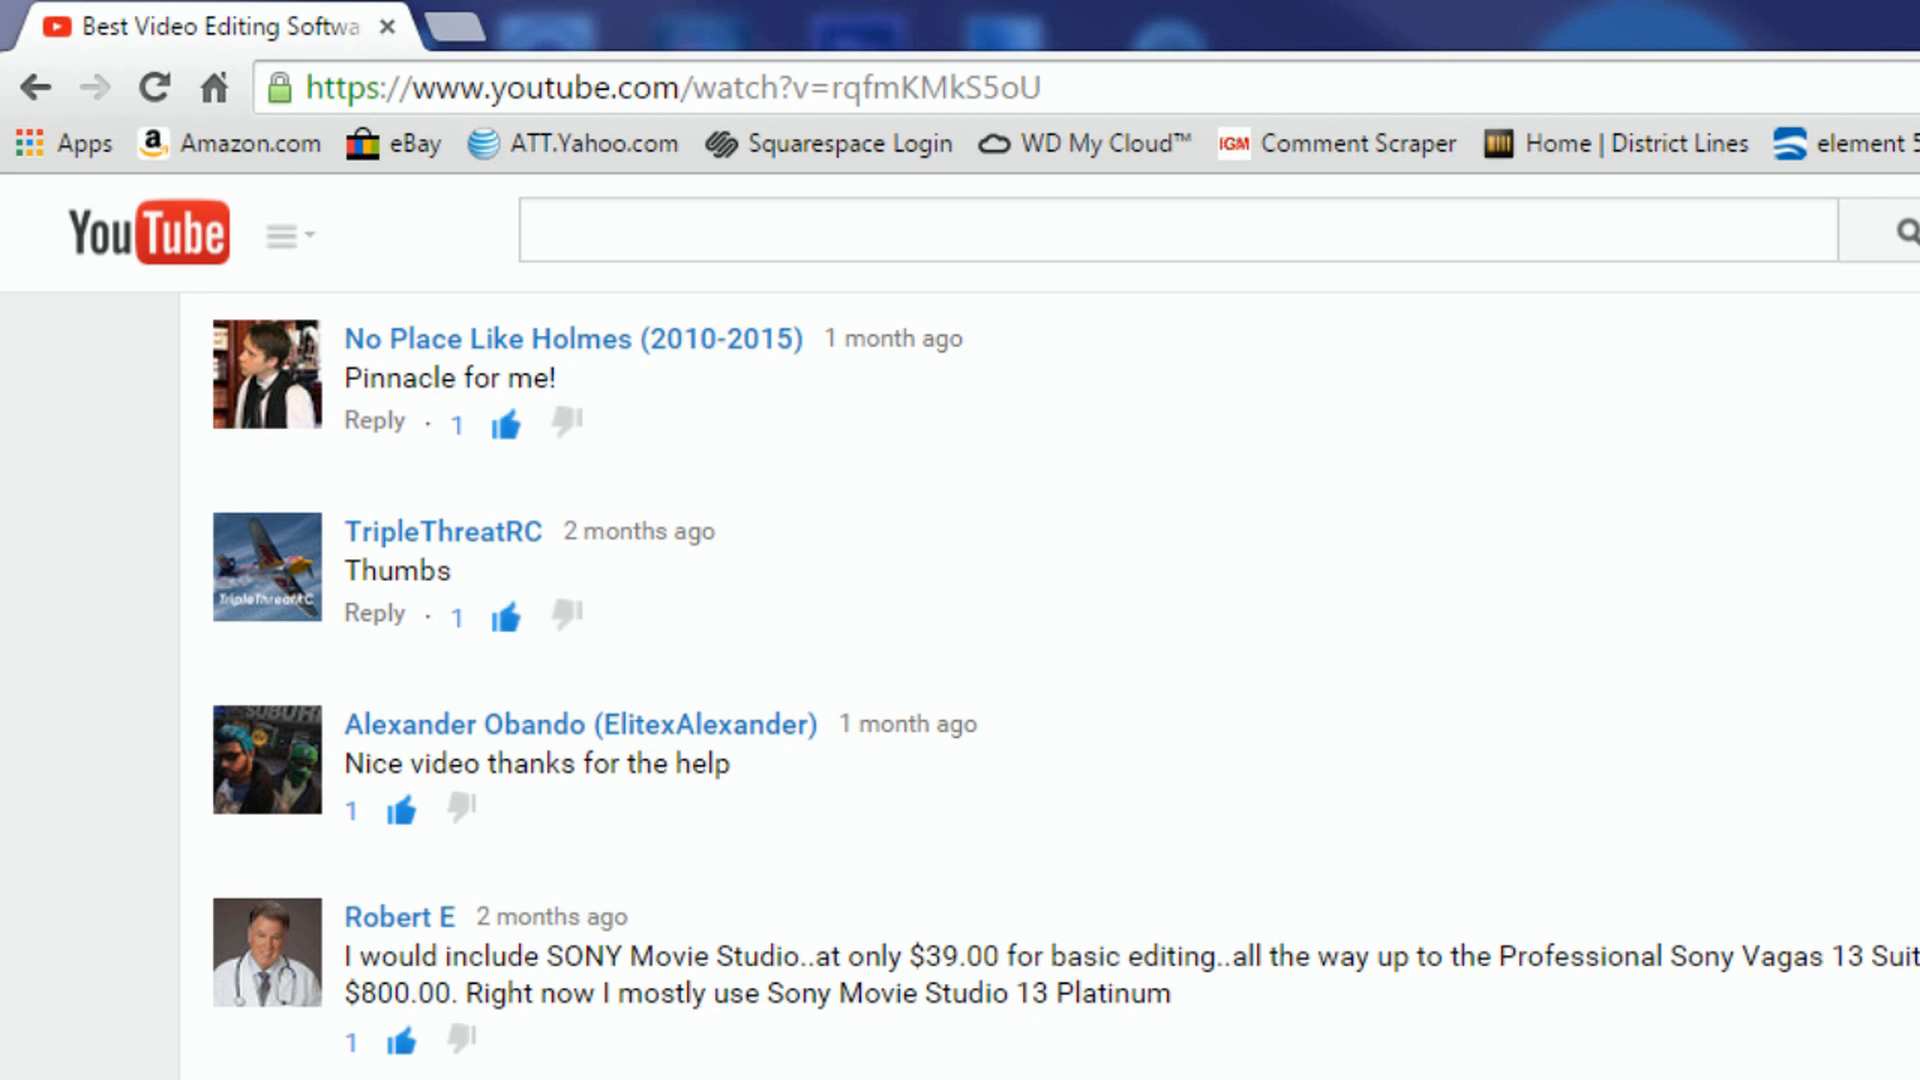 Best Video Editing Softwa
https://www.youtube.com/watch?v=rqfmKMkS5oU
Apps Amazon.com eBay ATT.Yahoo.com Squarespace Login WD My Cloud™ IGM Comment Scraper Home | District Lines element 5
YouTube
No Place Like Holmes (2010-2015) 1 month ago
Pinnacle for me!
Reply · 1
TripleThreatRC 2 months ago
Thumbs
TripleThreatRC
Reply · 1
Alexander Obando (ElitexAlexander) 1 month ago
Nice video thanks for the help
1
Robert E 2 months ago
I would include SONY Movie Studio..at only $39.00 for basic editing..all the way up to the Professional Sony Vagas 13 Suit
$800.00. Right now I mostly use Sony Movie Studio 13 Platinum
1